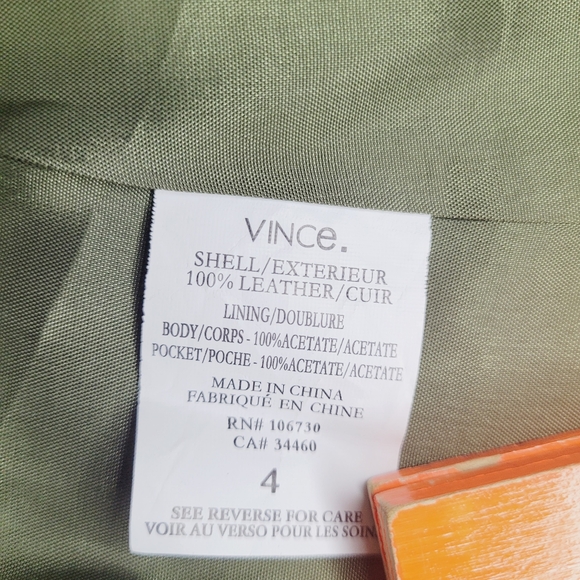 VINCe.
SHELL/EXTERIEUR
100% LEATHER/CUIR
LINING/DOUBLURE
BODY/CORPS - 100%ACETATE/ACETATE
POCKET/POCHE - 100%ACETATE/ACETATE
MADE IN CHINA
FABRIQUÉ EN CHINE
RN# 106730
CA# 34460
4
SEE REVERSE FOR CARE
VOIR AU VERSO POUR LES